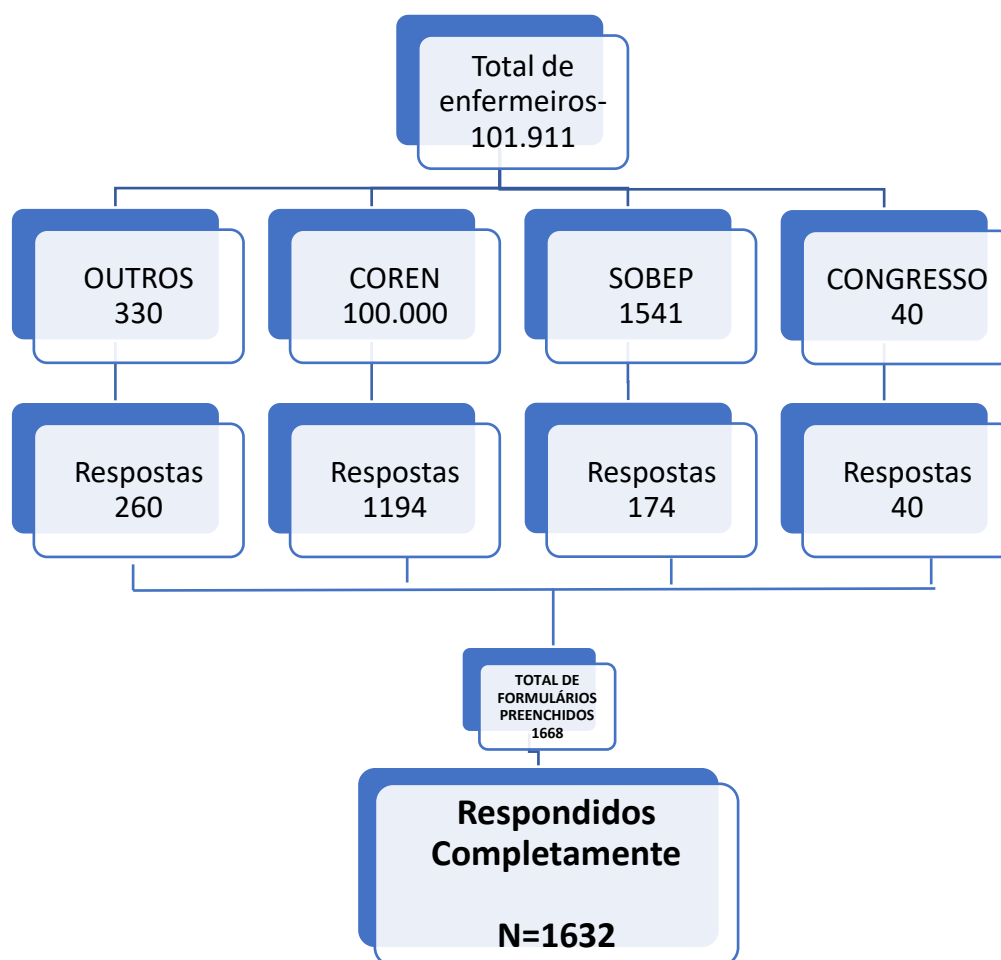 Total de
enfermeiros-
101.911
OUTROS
330
COREN
100.000
SOBEP
1541
CONGRESSO
40
Respostas
260
Respostas
1194
Respostas
174
Respostas
40
TOTAL DE
FORMULÁRIOS
PREENCHIDOS
1668
Respondidos
Completamente
N=1632